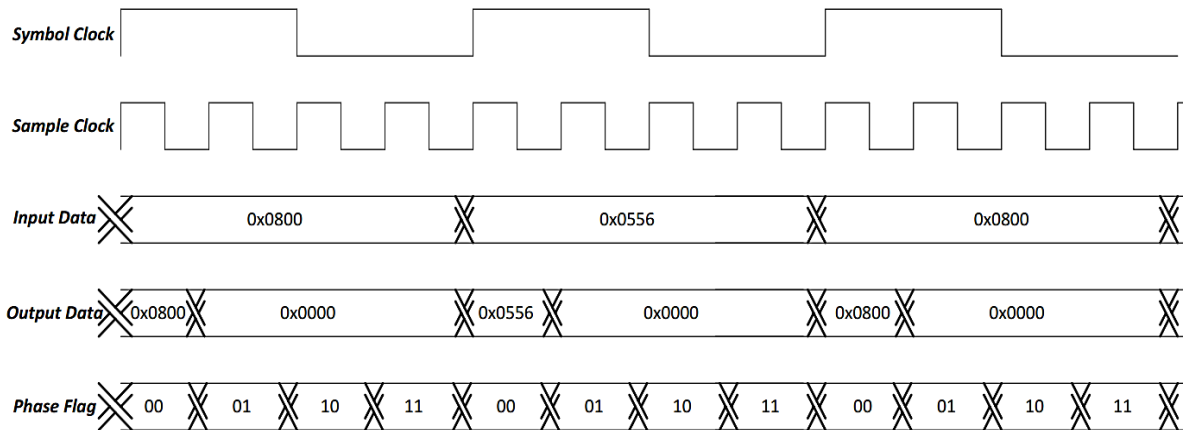 Symbol Clock
Sample Clock
Input Data 0x0800 0x0556 0x0800
Output Data 0x0800 0x0000 0x0556 0x0000 0x0800 0x0000
Phase Flag 00 01 10 11 00 01 10 11 00 01 10 11